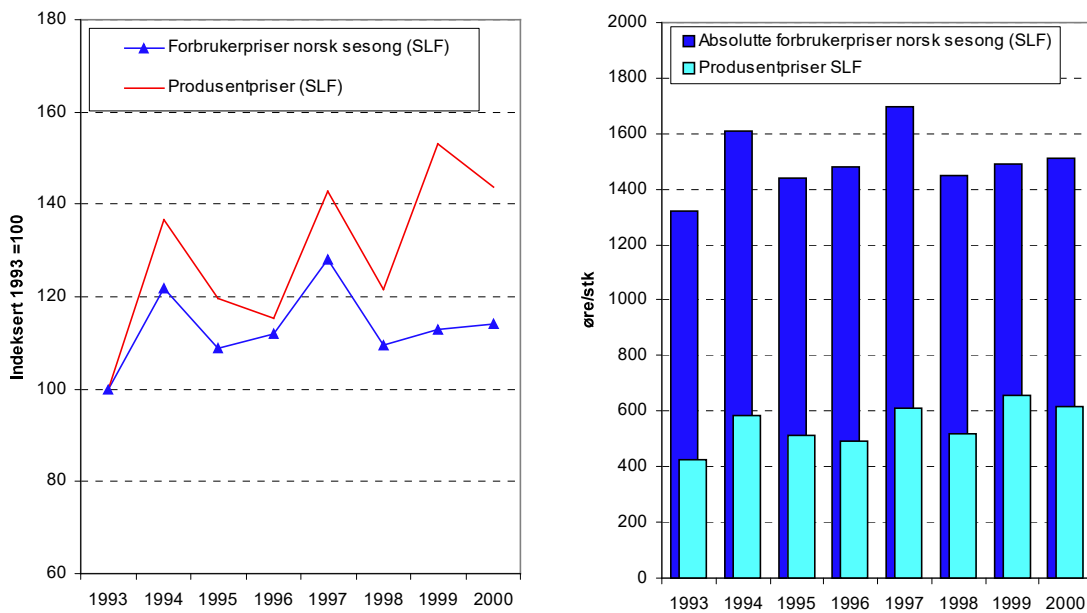 180
160
140
120
100
80
60
Indeksert 1993 =100
Forbrukerpriser norsk sesong (SLF)
Produsentpriser (SLF)
1993 1994 1995 1996 1997 1998 1999 2000
2000
1800
1600
1400
1200
1000
800
600
400
200
0
øre/stk
Absolutte forbrukerpriser norsk sesong (SLF)
Produsentpriser SLF
1993 1994 1995 1996 1997 1998 1999 2000